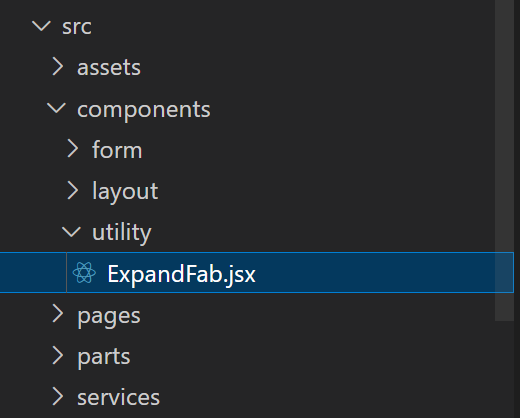 src
assets
components
form
layout
utility
ExpandFab.jsx
pages
parts
services